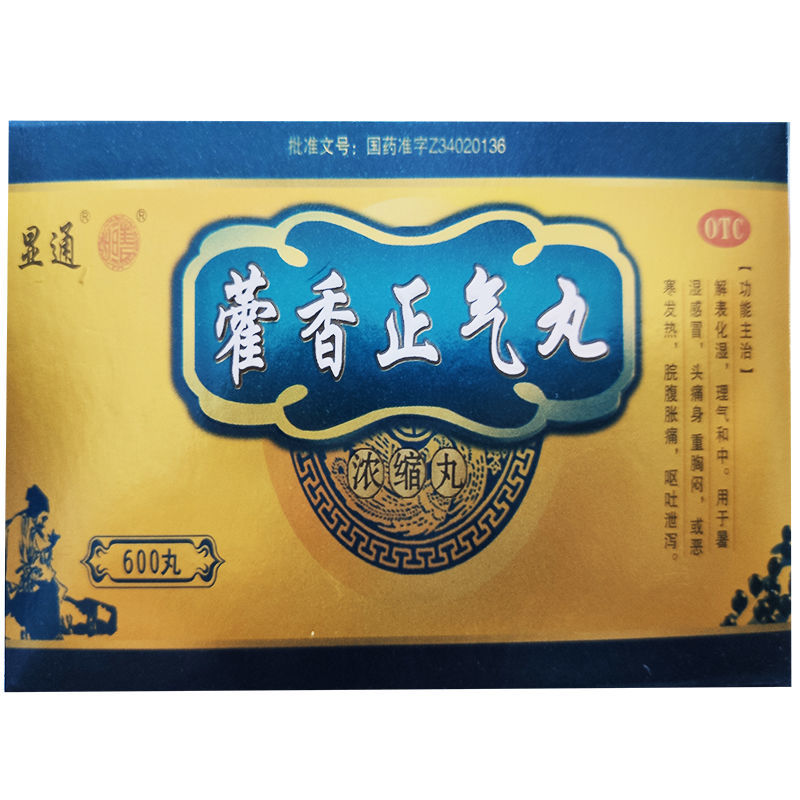 批准文号：国药准字Z34020136
显通®
®
OTC
藿香正气丸
浓缩丸
600丸
【功能主治】
解表化湿，理气和中。用于暑
湿感冒，头痛身重胸闷，或恶
寒发热，脘腹胀痛，呕吐泄泻。